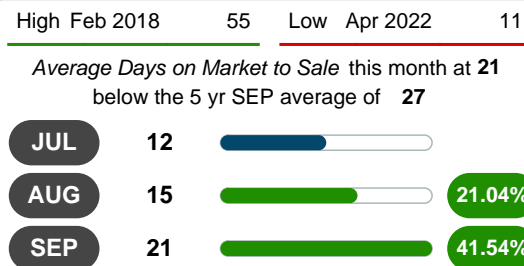 High Feb 2018 55 Low Apr 2022 11
Average Days on Market to Sale this month at 21
below the 5 yr SEP average of 27
JUL 12
AUG 15 21.04%
SEP 21 41.54%